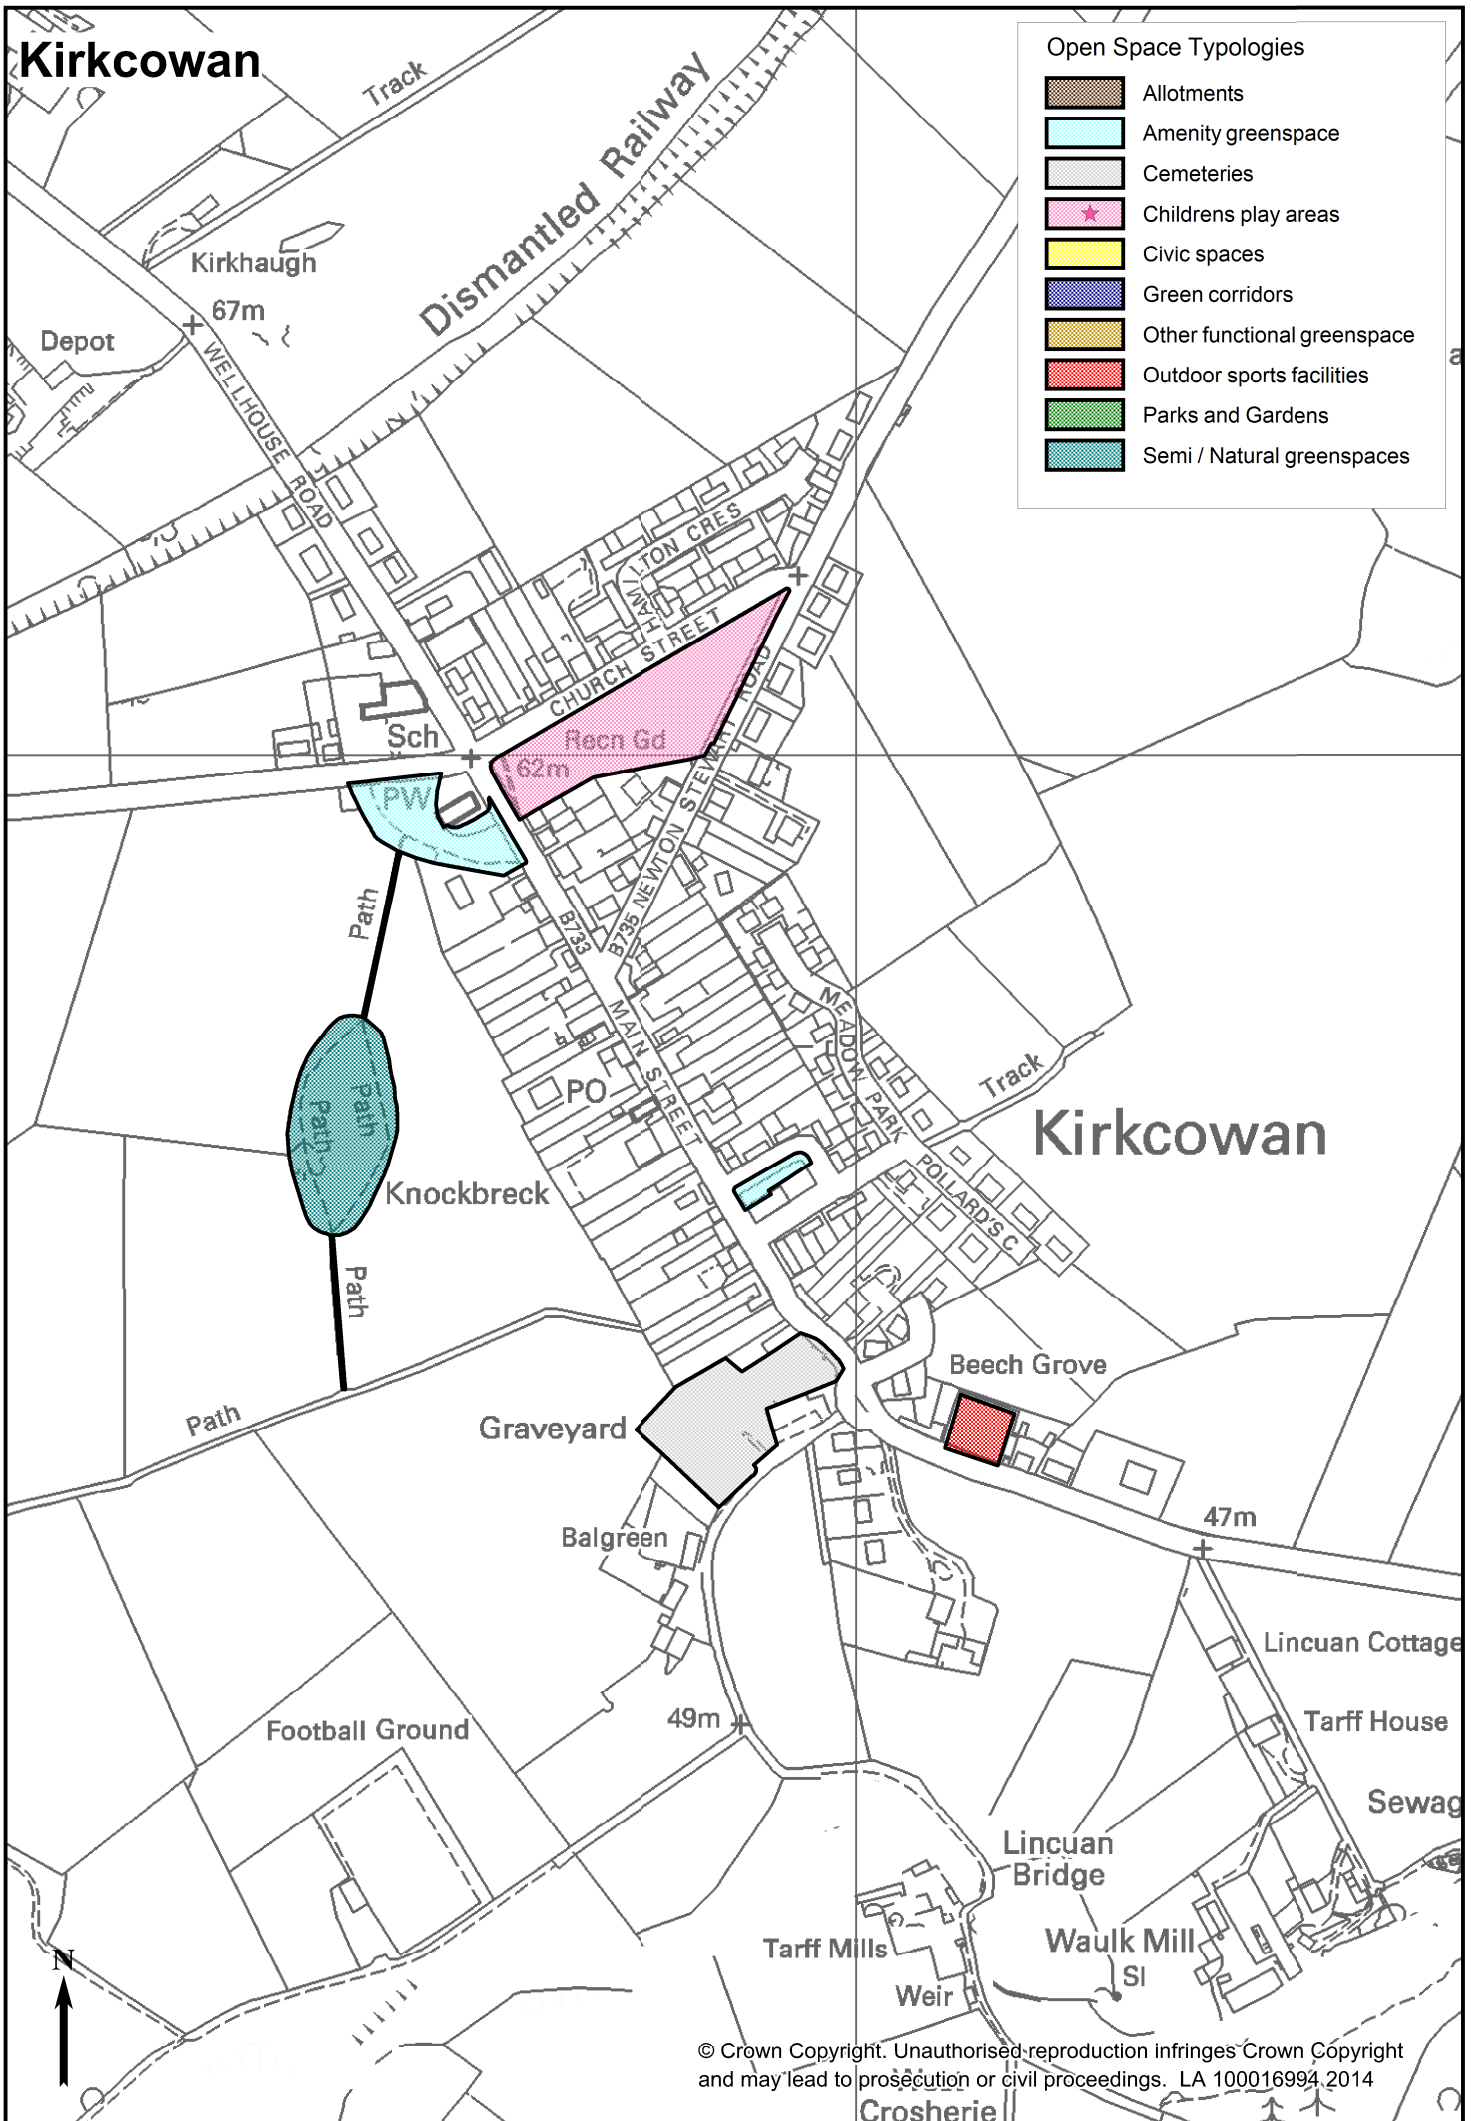 Kirkcowan
Open Space Typologies
Allotments
Amenity greenspace
Cemeteries
Childrens play areas
Civic spaces
Green corridors
Other functional greenspace
Outdoor sports facilities
Parks and Gardens
Semi / Natural greenspaces
Track
Dismantled Railway
Kirkhaugh
67m
Depot
WELLHOUSE ROAD
HAMILTON CRES
CHURCH STREET
Sch
Recn Gd
62m
PW
B735 NEWTON STEWART ROAD
B733
Path
MAIN STREET
MEADOW PARK
PO
Track
Kirkcowan
Path
Path
POLLARD'S C
Knockbreck
Path
Beech Grove
Path
Graveyard
47m
Balgreen
Lincuan Cottage
49m
Tarff House
Football Ground
Sewag
Lincuan
Bridge
Tarff Mills
Waulk Mill
Sl
Weir
N
© Crown Copyright. Unauthorised reproduction infringes Crown Copyright
and may lead to prosecution or civil proceedings. LA 100016994 2014
Crosherie